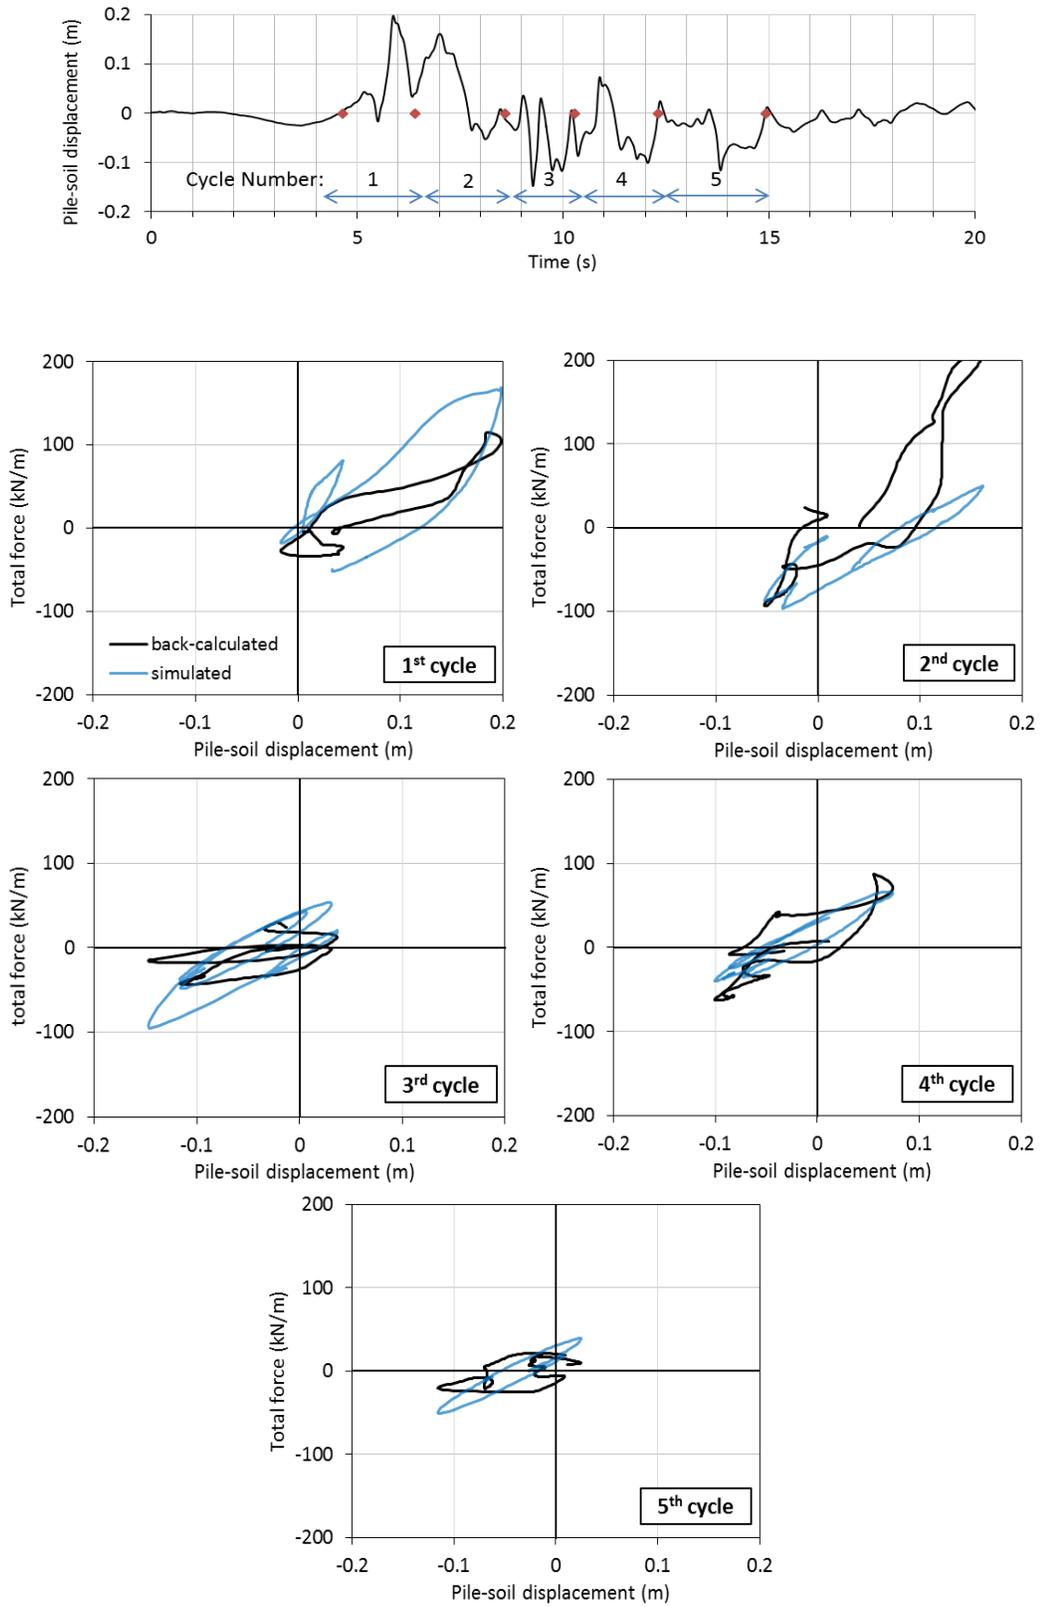 0.2
0.1
0
-0.1
-0.2
Pile-soil displacement (m)
Cycle Number: 1 2 3 4 5
0 5 10 15 20
Time (s)
200
100
0
-100
-200
Total force (kN/m)
back-calculated
simulated
1st cycle
-0.2 -0.1 0 0.1 0.2
Pile-soil displacement (m)
200
100
0
-100
-200
Total force (kN/m)
2nd cycle
-0.2 -0.1 0 0.1 0.2
Pile-soil displacement (m)
200
100
0
-100
-200
total force (kN/m)
3rd cycle
-0.2 -0.1 0 0.1 0.2
Pile-soil displacement (m)
200
100
0
-100
-200
Total force (kN/m)
4th cycle
-0.2 -0.1 0 0.1 0.2
Pile-soil displacement (m)
200
100
0
-100
-200
Total force (kN/m)
5th cycle
-0.2 -0.1 0 0.1 0.2
Pile-soil displacement (m)